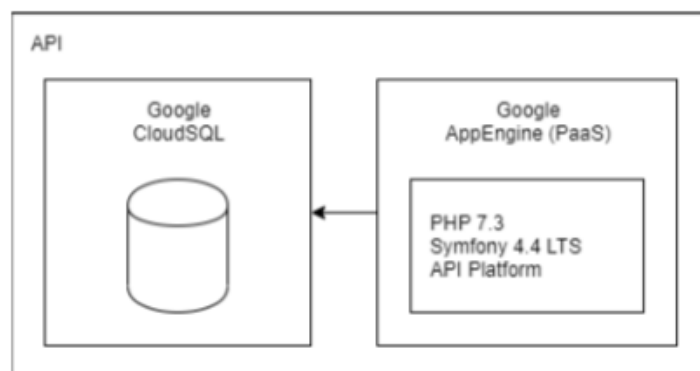 API
Google
CloudSQL
Google
AppEngine (PaaS)
PHP 7.3
Symfony 4.4 LTS
API Platform